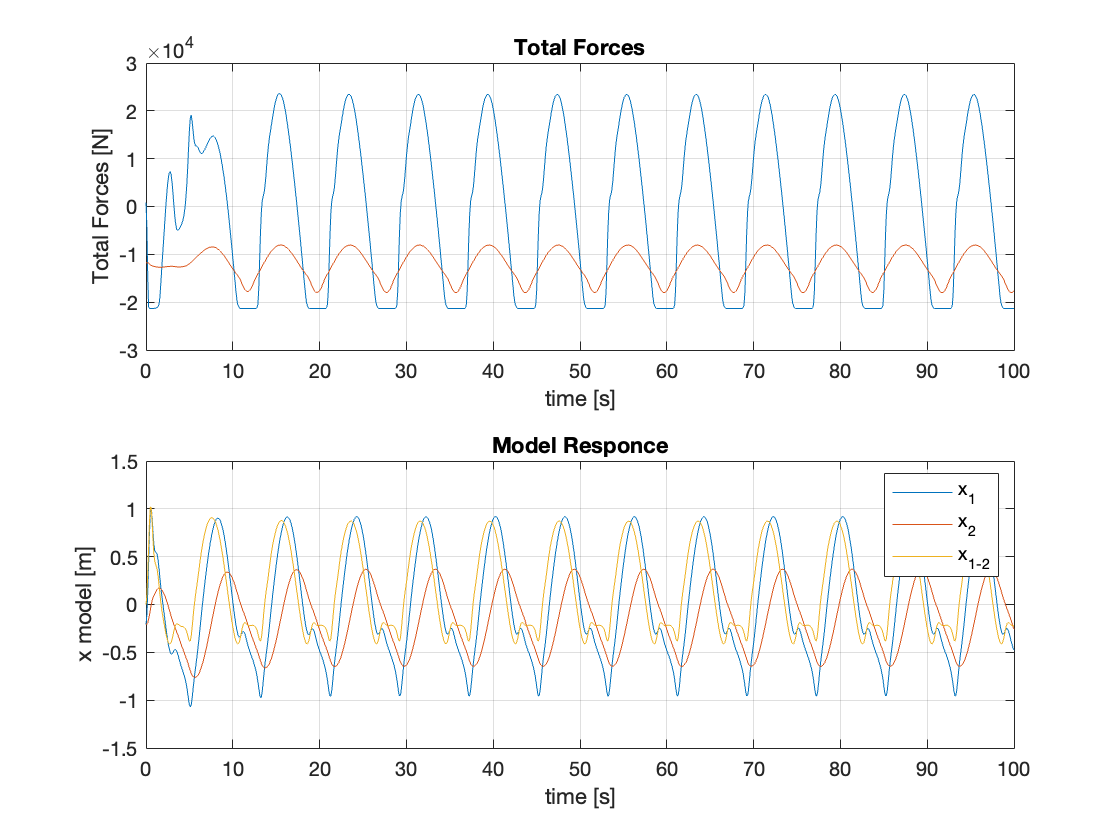 ×10⁴
Total Forces
3
2
1
0
-1
-2
-3
Total Forces [N]
0 10 20 30 40 50 60 70 80 90 100
time [s]
Model Responce
1.5
1
0.5
0
-0.5
-1
-1.5
x model [m]
x₁
x₂
x₁₋₂
0 10 20 30 40 50 60 70 80 90 100
time [s]